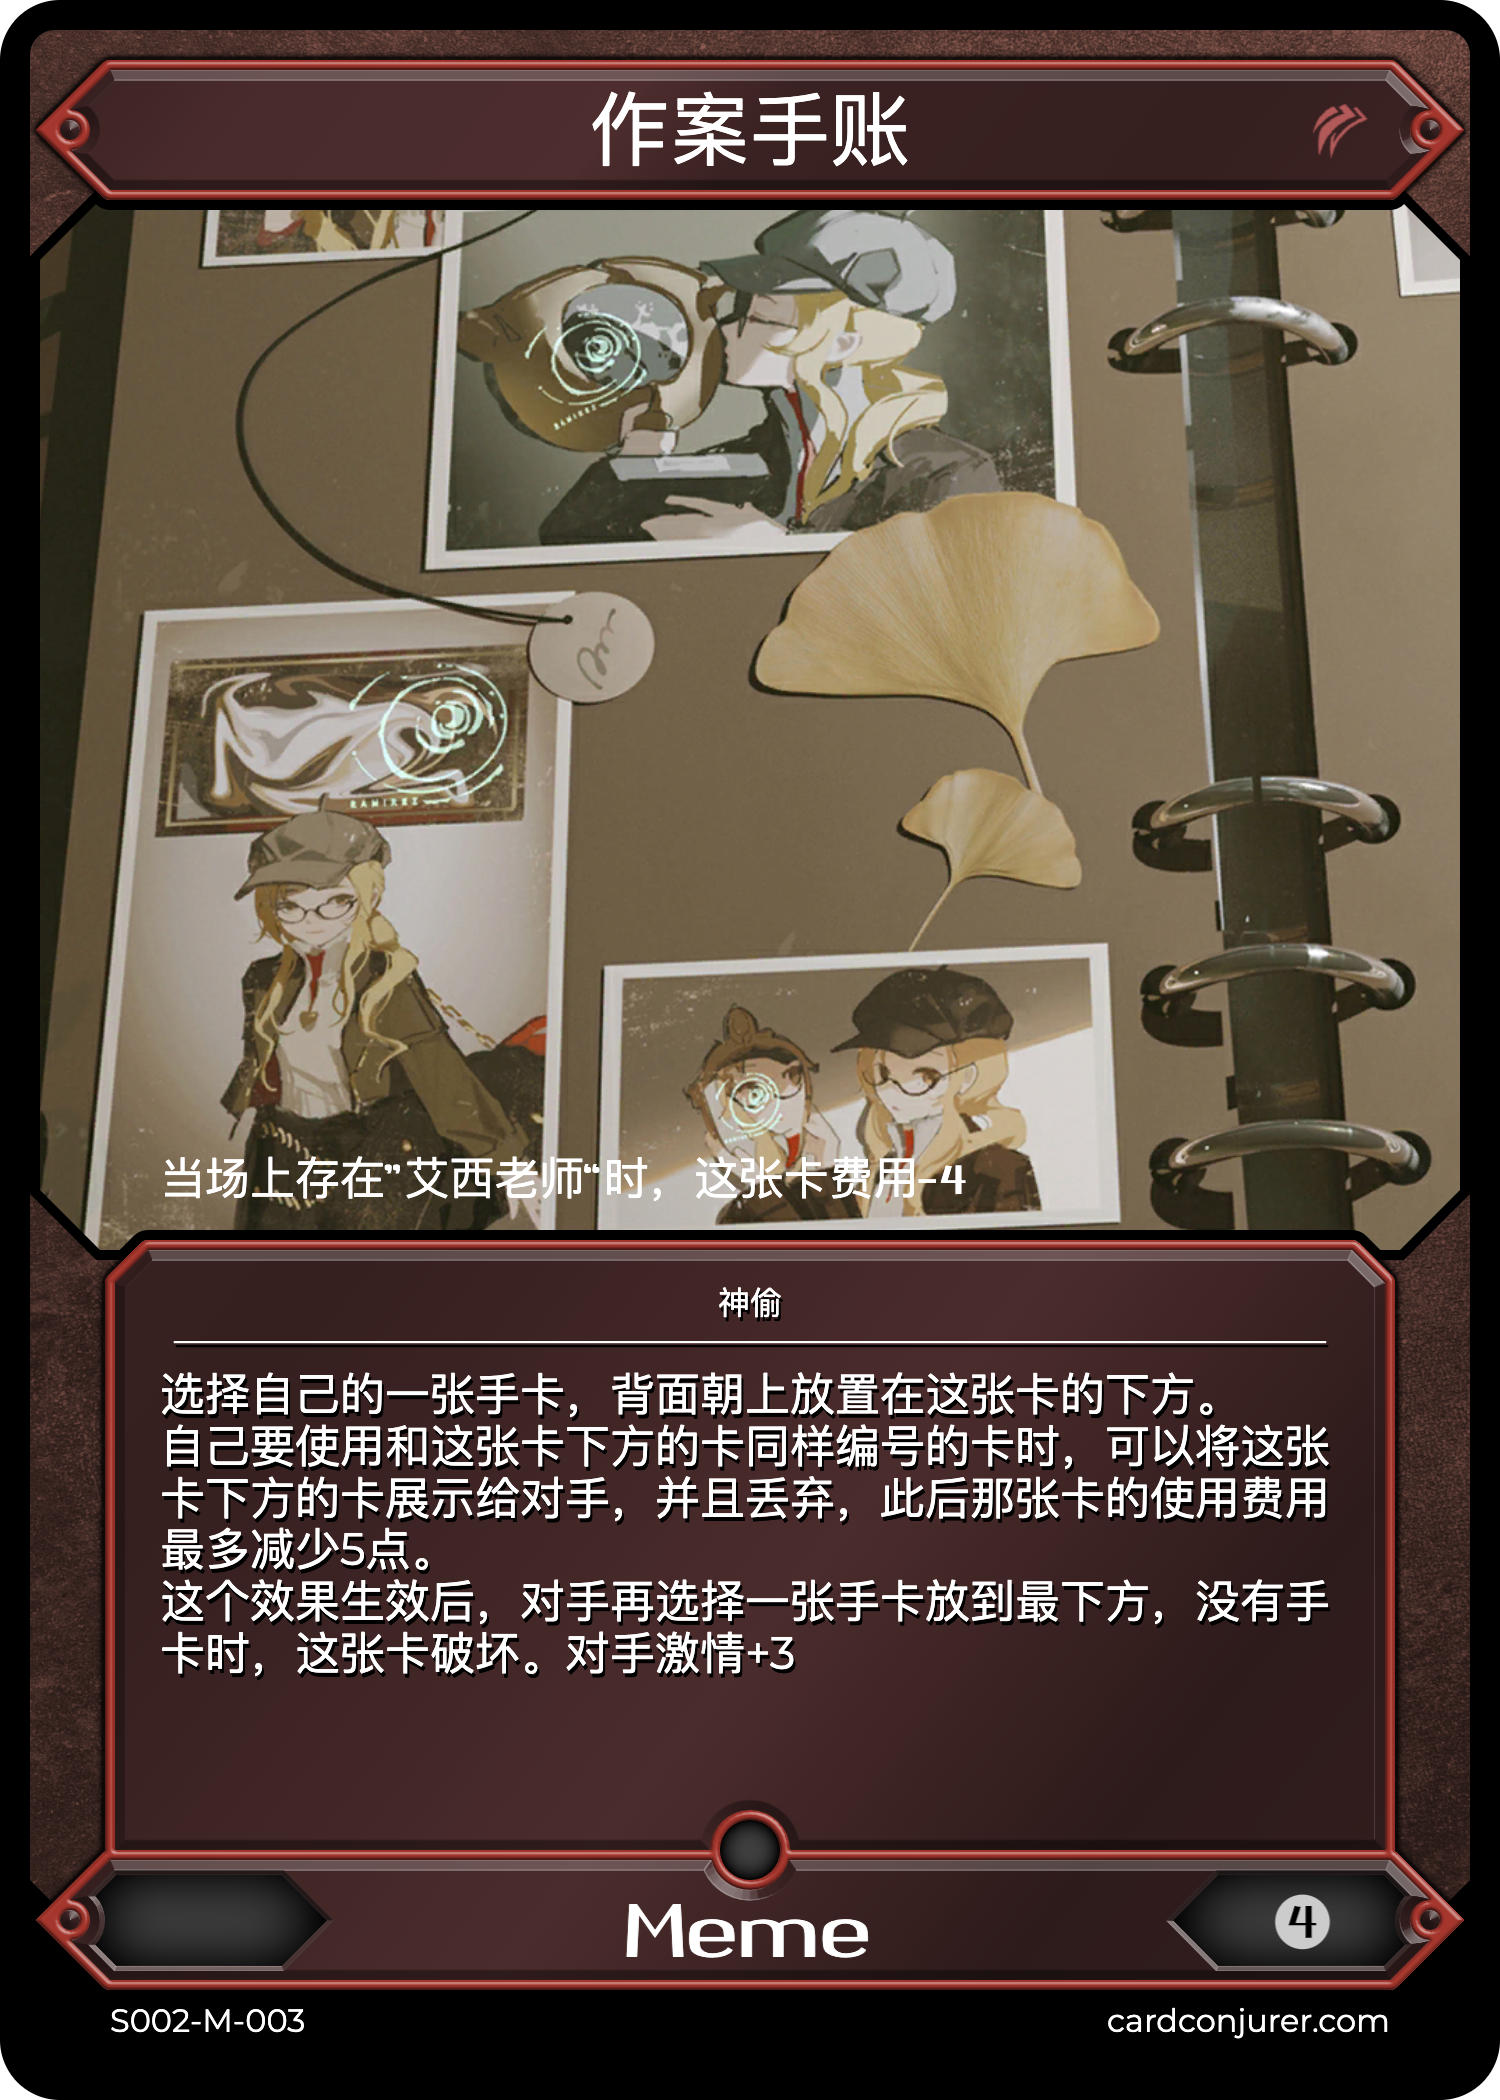 作案手账
RAMIREZ
RAMIREZ
当场上存在”艾西老师“时，这张卡费用-4
神偷
选择自己的一张手卡，背面朝上放置在这张卡的下方。
自己要使用和这张卡下方的卡同样编号的卡时，可以将这张
卡下方的卡展示给对手，并且丢弃，此后那张卡的使用费用
最多减少5点。
这个效果生效后，对手再选择一张手卡放到最下方，没有手
卡时，这张卡破坏。对手激情+3
Meme
4
S002-M-003
cardconjurer.com